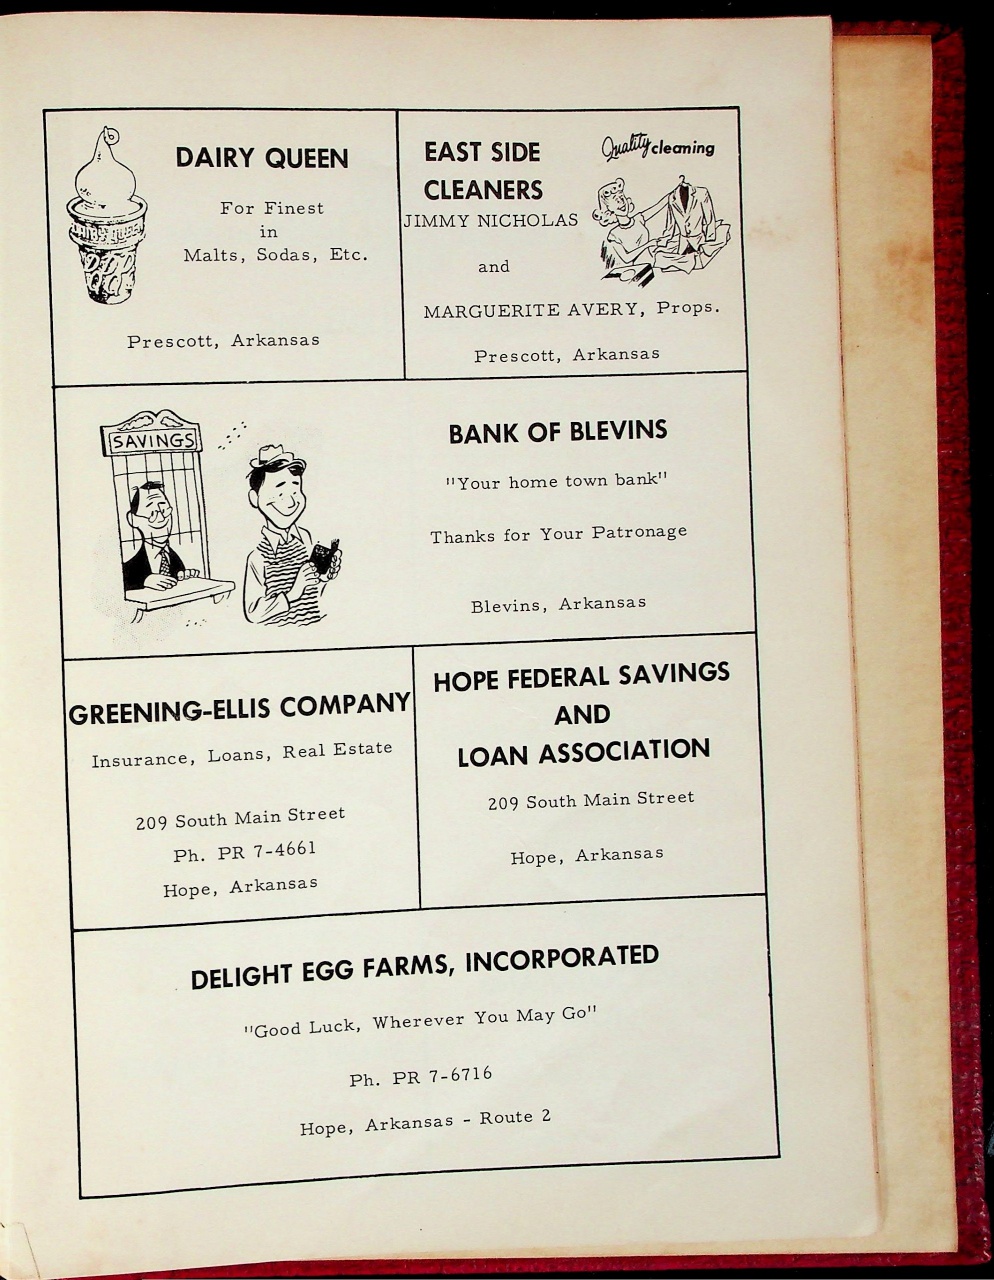 DAIRY QUEEN
For Finest
in
Malts, Sodas, Etc.
Prescott, Arkansas
EAST SIDE
CLEANERS
Quality cleaning
JIMMY NICHOLAS
and
MARGUERITE AVERY, Props.
Prescott, Arkansas
SAVINGS
BANK OF BLEVINS
"Your home town bank"
Thanks for Your Patronage
Blevins, Arkansas
GREENING-ELLIS COMPANY
Insurance, Loans, Real Estate
209 South Main Street
Ph. PR 7-4661
Hope, Arkansas
HOPE FEDERAL SAVINGS
AND
LOAN ASSOCIATION
209 South Main Street
Hope, Arkansas
DELIGHT EGG FARMS, INCORPORATED
"Good Luck, Wherever You May Go"
Ph. PR 7-6716
Hope, Arkansas - Route 2